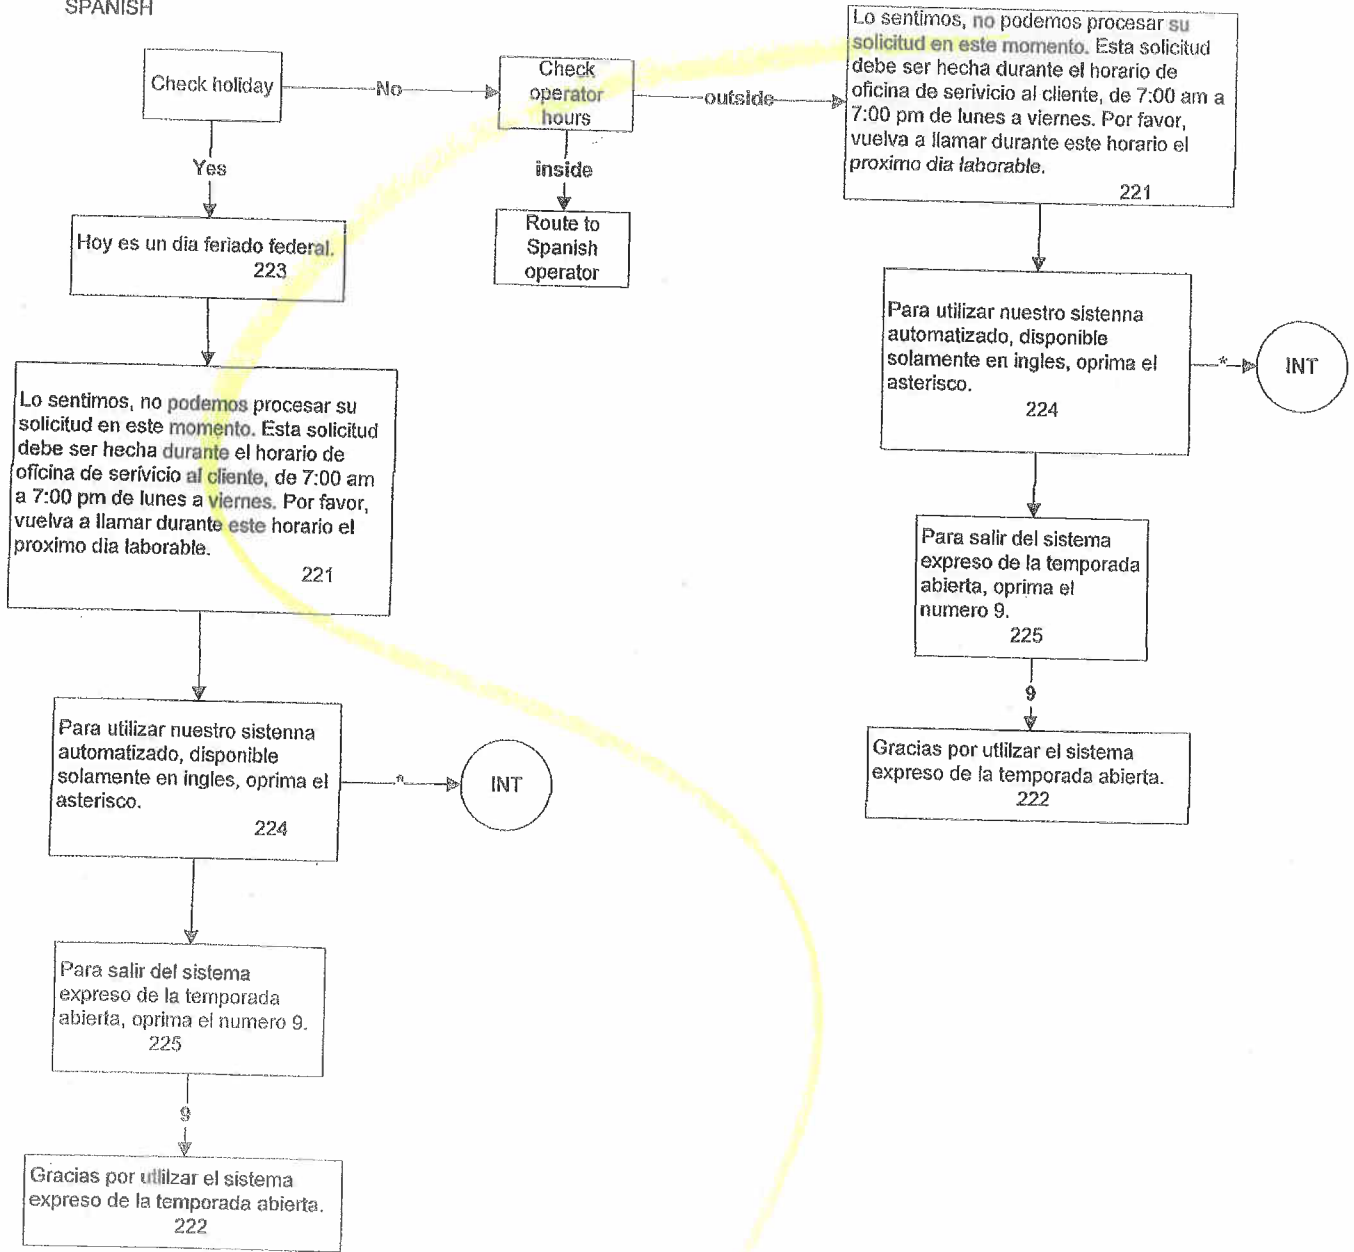 SPANISH
Check holiday
No
Check
operator
hours
outside
Lo sentimos, no podemos procesar su
solicitud en este momento. Esta solicitud
debe ser hecha durante el horario de
oficina de serivicio al cliente, de 7:00 am a
7:00 pm de lunes a viernes. Por favor,
vuelva a llamar durante este horario el
proximo dia laborable.
221
Yes
inside
Hoy es un dia feriado federal.
223
Route to
Spanish
operator
Para utilizar nuestro sistenna
automatizado, disponible
solamente en ingles, oprima el
asterisco.
224
*
INT
Lo sentimos, no podemos procesar su
solicitud en este momento. Esta solicitud
debe ser hecha durante el horario de
oficina de serivicio al cliente, de 7:00 am
a 7:00 pm de lunes a viernes. Por favor,
vuelva a llamar durante este horario el
proximo dia laborable.
221
Para salir del sistema
expreso de la temporada
abierta, oprima el
numero 9.
225
9
Gracias por utlilzar el sistema
expreso de la temporada abierta.
222
Para utilizar nuestro sistenna
automatizado, disponible
solamente en ingles, oprima el
asterisco.
224
*
INT
Para salir del sistema
expreso de la temporada
abierta, oprima el numero 9.
225
9
Gracias por utlilzar el sistema
expreso de la temporada abierta.
222